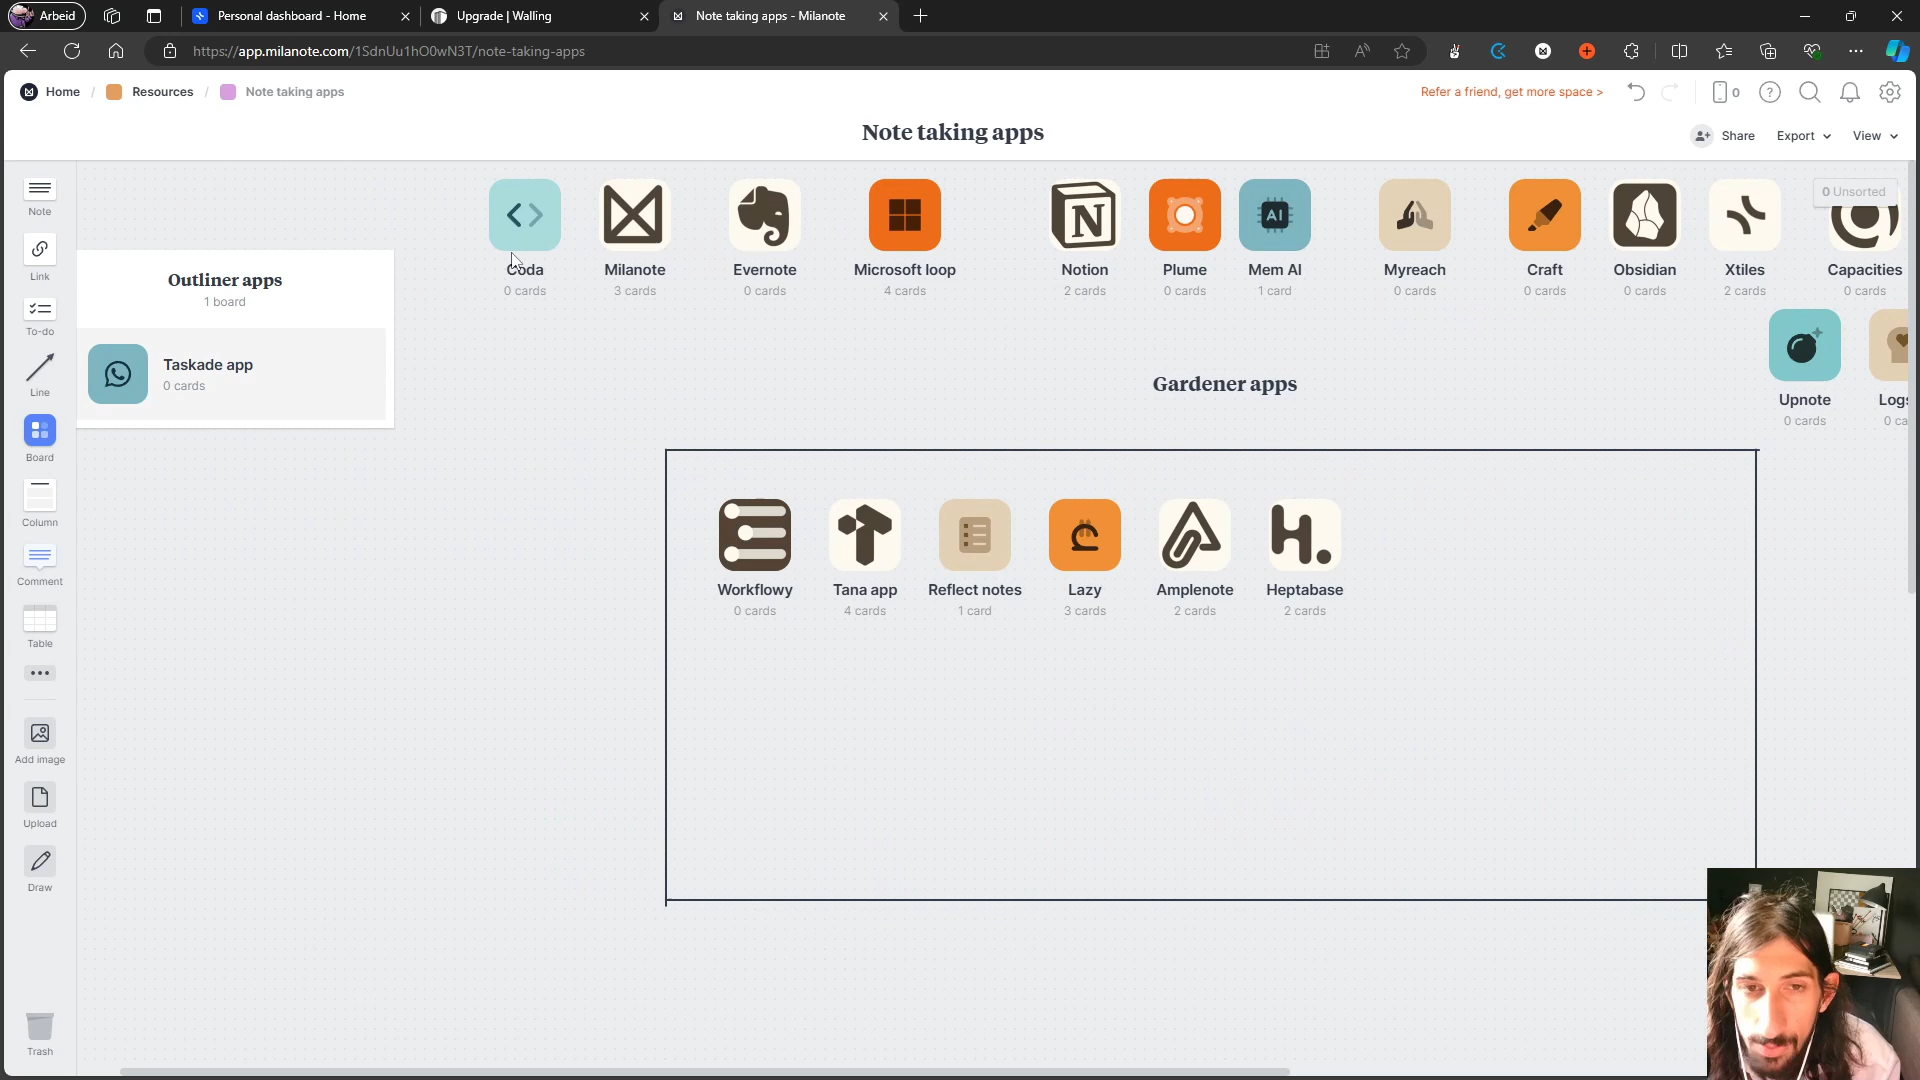 Arbeid
Personal dashboard - Home
Upgrade | Walling
Note taking apps - Milanote
https://app.milanote.com/1SdnUu1hO0wN3T/note-taking-apps
Home / Resources / Note taking apps
Refer a friend, get more space >
0
Note taking apps
Share
Export
View
0 Unsorted
Note
Link
To-do
Line
Board
Column
Comment
Table
Add image
Upload
Draw
Trash
Outliner apps
1 board
Taskade app
0 cards
Coda
0 cards
Milanote
3 cards
Evernote
0 cards
Microsoft loop
4 cards
N
Notion
2 cards
Plume
0 cards
AI
Mem AI
1 card
Myreach
0 cards
Craft
0 cards
Obsidian
0 cards
Xtiles
2 cards
Capacities
0 cards
Upnote
0 cards
Logs
0 ca
Gardener apps
Workflowy
0 cards
Tana app
4 cards
Reflect notes
1 card
Lazy
3 cards
Amplenote
2 cards
H.
Heptabase
2 cards